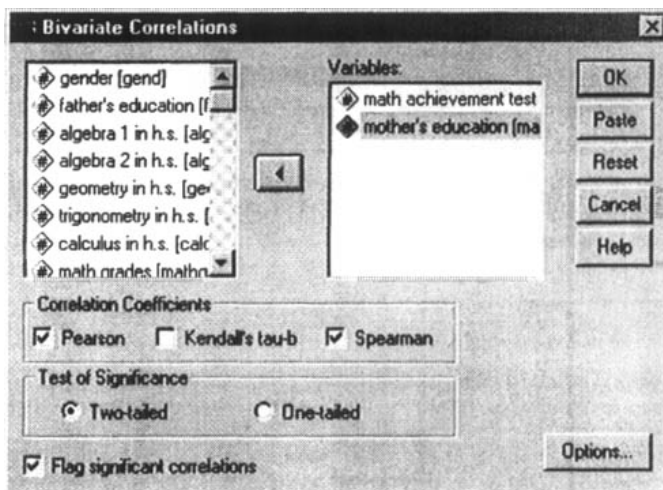 Bivariate Correlations
gender [gend]
father's education [f
algebra 1 in h.s. [alg
algebra 2 in h.s. [alg
geometry in h.s. [ge
trigonometry in h.s. [
calculus in h.s. [calc
math grades [mathg
Variables:
math achievement test
mother's education [ma
OK
Paste
Reset
Cancel
Help
Correlation Coefficients
Pearson
Kendall's tau-b
Spearman
Test of Significance
Two-tailed
One-tailed
Flag significant correlations
Options...